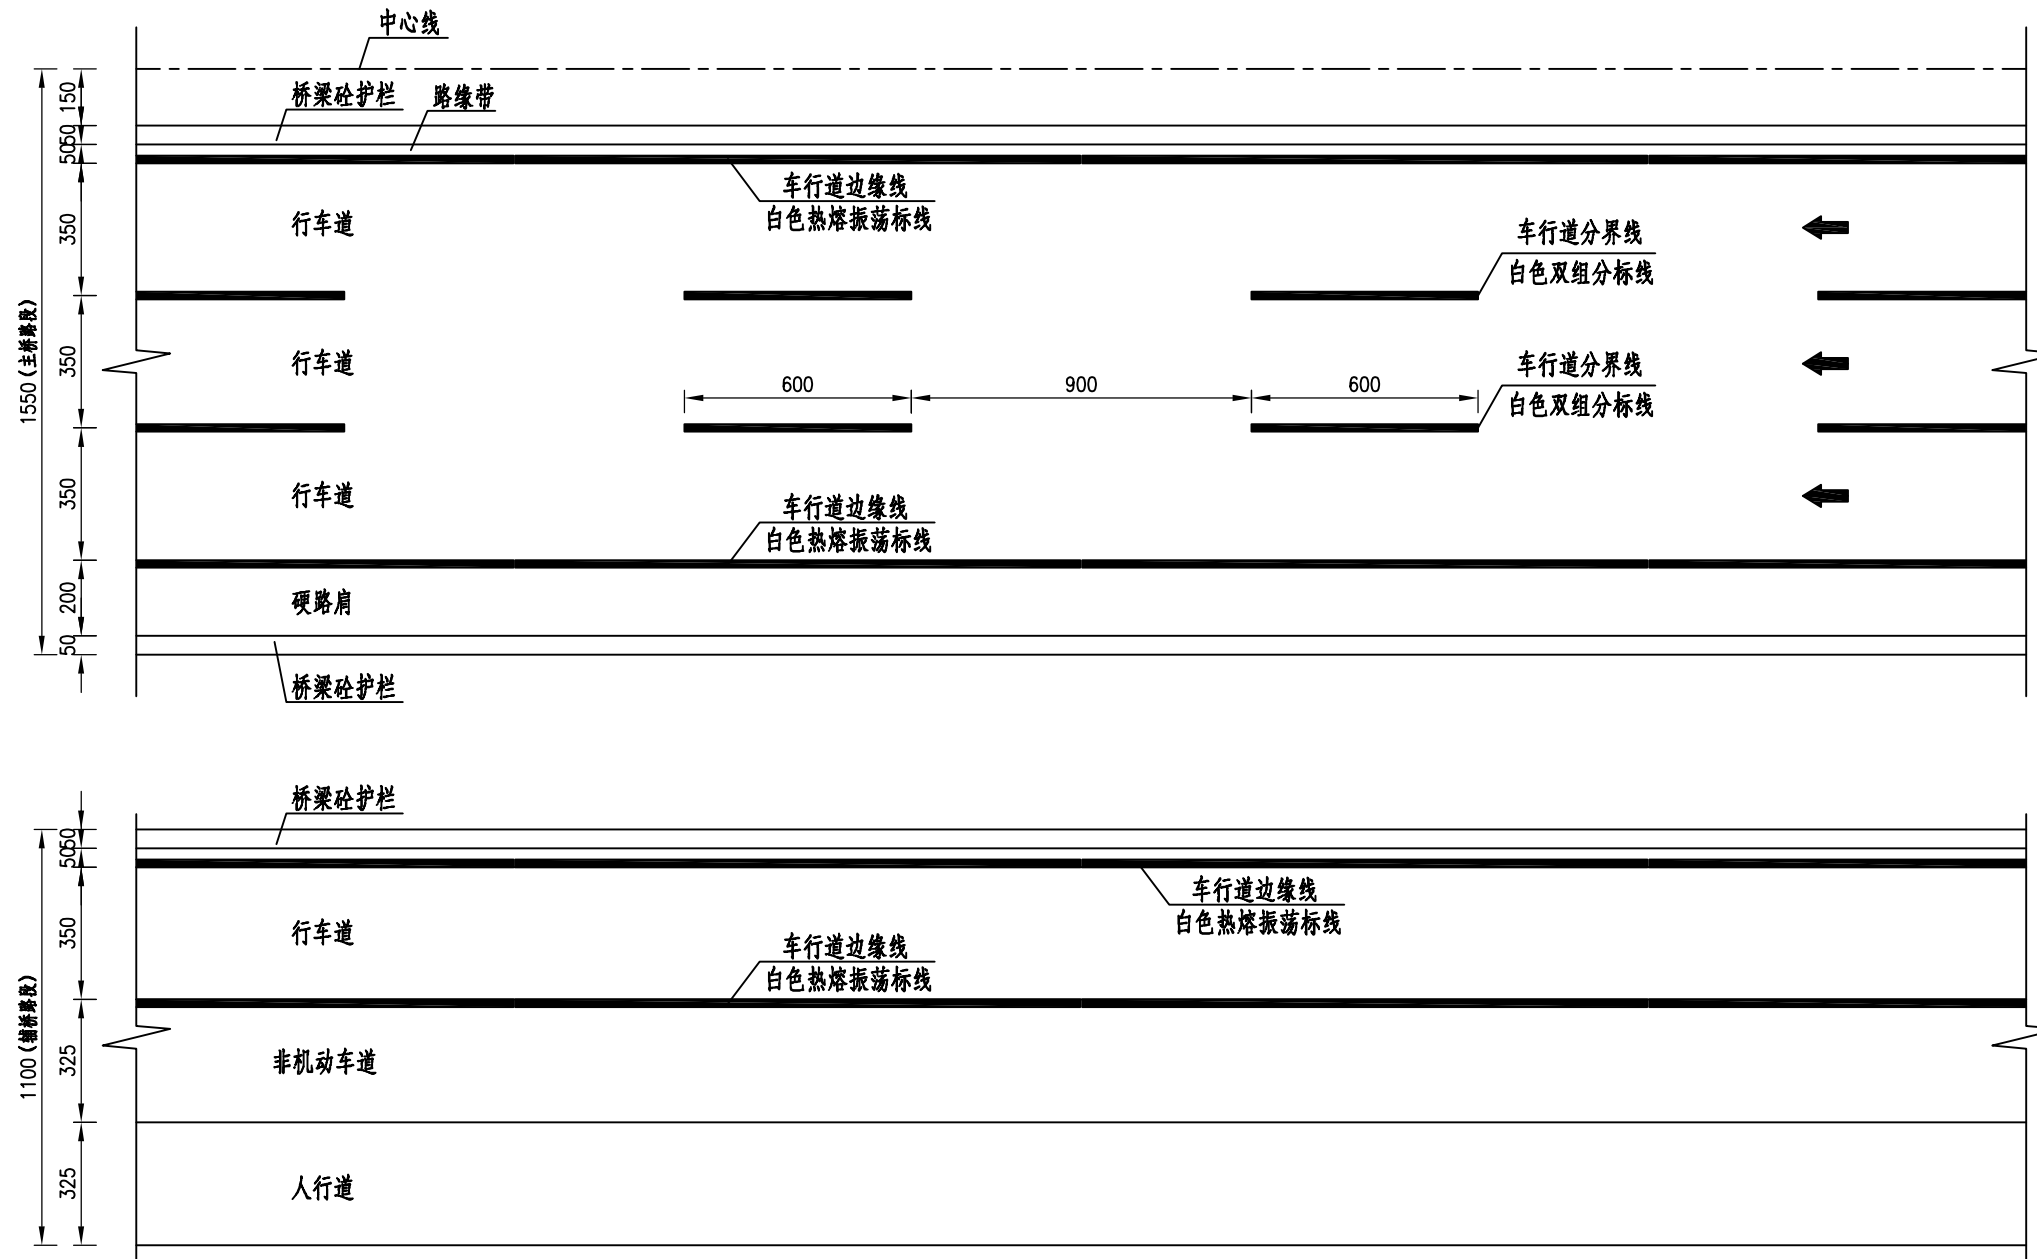 中心线
150
桥梁砼护栏
路缘带
50
50
车行道边缘线
白色热熔振荡标线
行车道
350
车行道分界线
白色双组分标线
1550（主桥路段）
行车道
350
车行道分界线
白色双组分标线
600
900
600
行车道
350
车行道边缘线
白色热熔振荡标线
硬路肩
200
50
桥梁砼护栏
桥梁砼护栏
50
50
车行道边缘线
白色热熔振荡标线
行车道
350
车行道边缘线
白色热熔振荡标线
1100（辅桥路段）
非机动车道
325
人行道
325